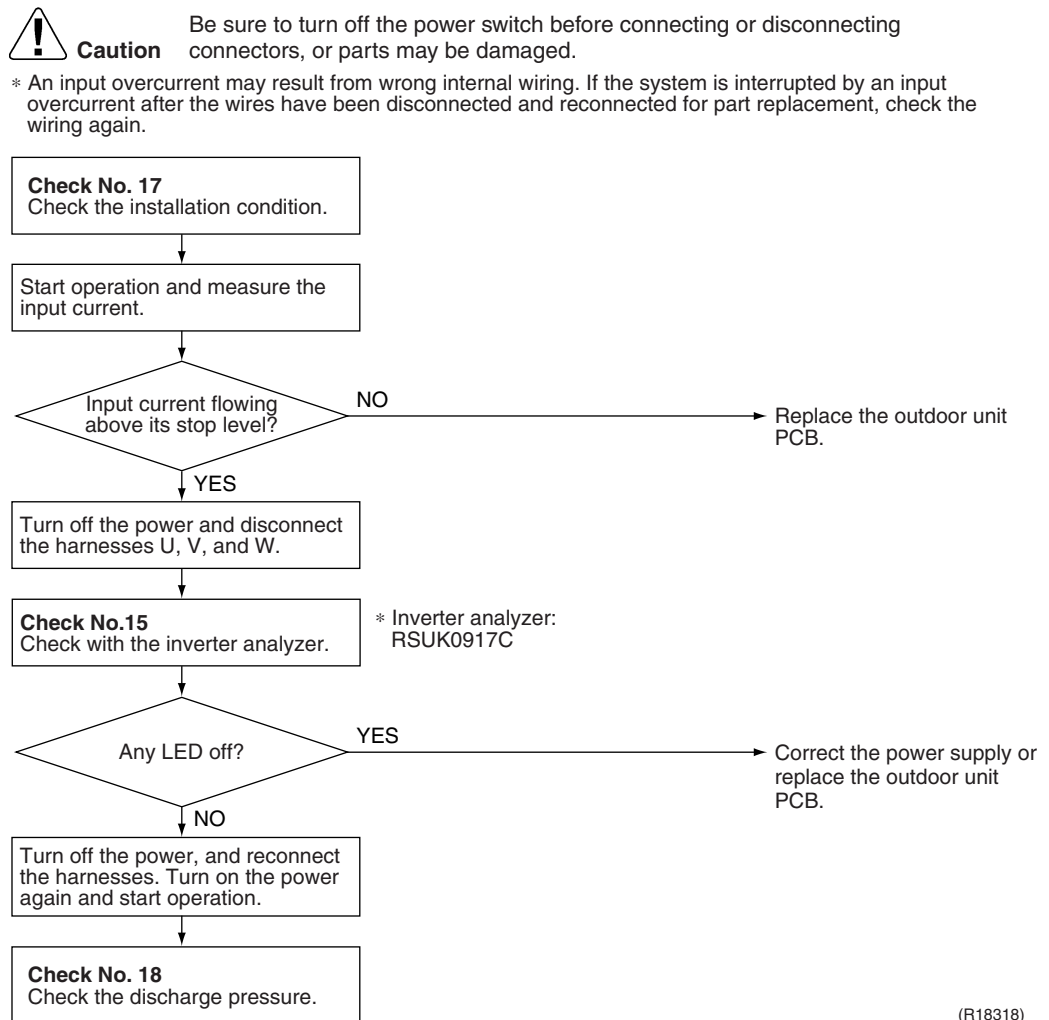 Be sure to turn off the power switch before connecting or disconnecting
Caution connectors, or parts may be damaged.
* An input overcurrent may result from wrong internal wiring. If the system is interrupted by an input
overcurrent after the wires have been disconnected and reconnected for part replacement, check the
wiring again.
Check No. 17
Check the installation condition.
Start operation and measure the
input current.
Input current flowing
above its stop level?
NO
Replace the outdoor unit
PCB.
YES
Turn off the power and disconnect
the harnesses U, V, and W.
Check No.15
Check with the inverter analyzer.
* Inverter analyzer:
RSUK0917C
Any LED off?
YES
Correct the power supply or
replace the outdoor unit
PCB.
NO
Turn off the power, and reconnect
the harnesses. Turn on the power
again and start operation.
Check No. 18
Check the discharge pressure.
(R18318)